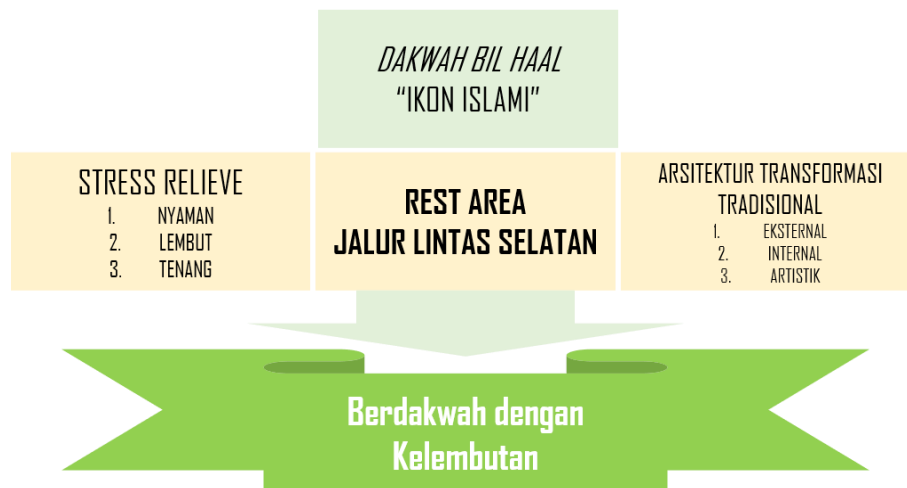 DAKWAH BIL HAAL
“IKON ISLAMI”
STRESS RELIEVE
1. NYAMAN
2. LEMBUT
3. TENANG
REST AREA
JALUR LINTAS SELATAN
ARSITEKTUR TRANSFORMASI
TRADISIONAL
1. EKSTERNAL
2. INTERNAL
3. ARTISTIK
Berdakwah dengan
Kelembutan